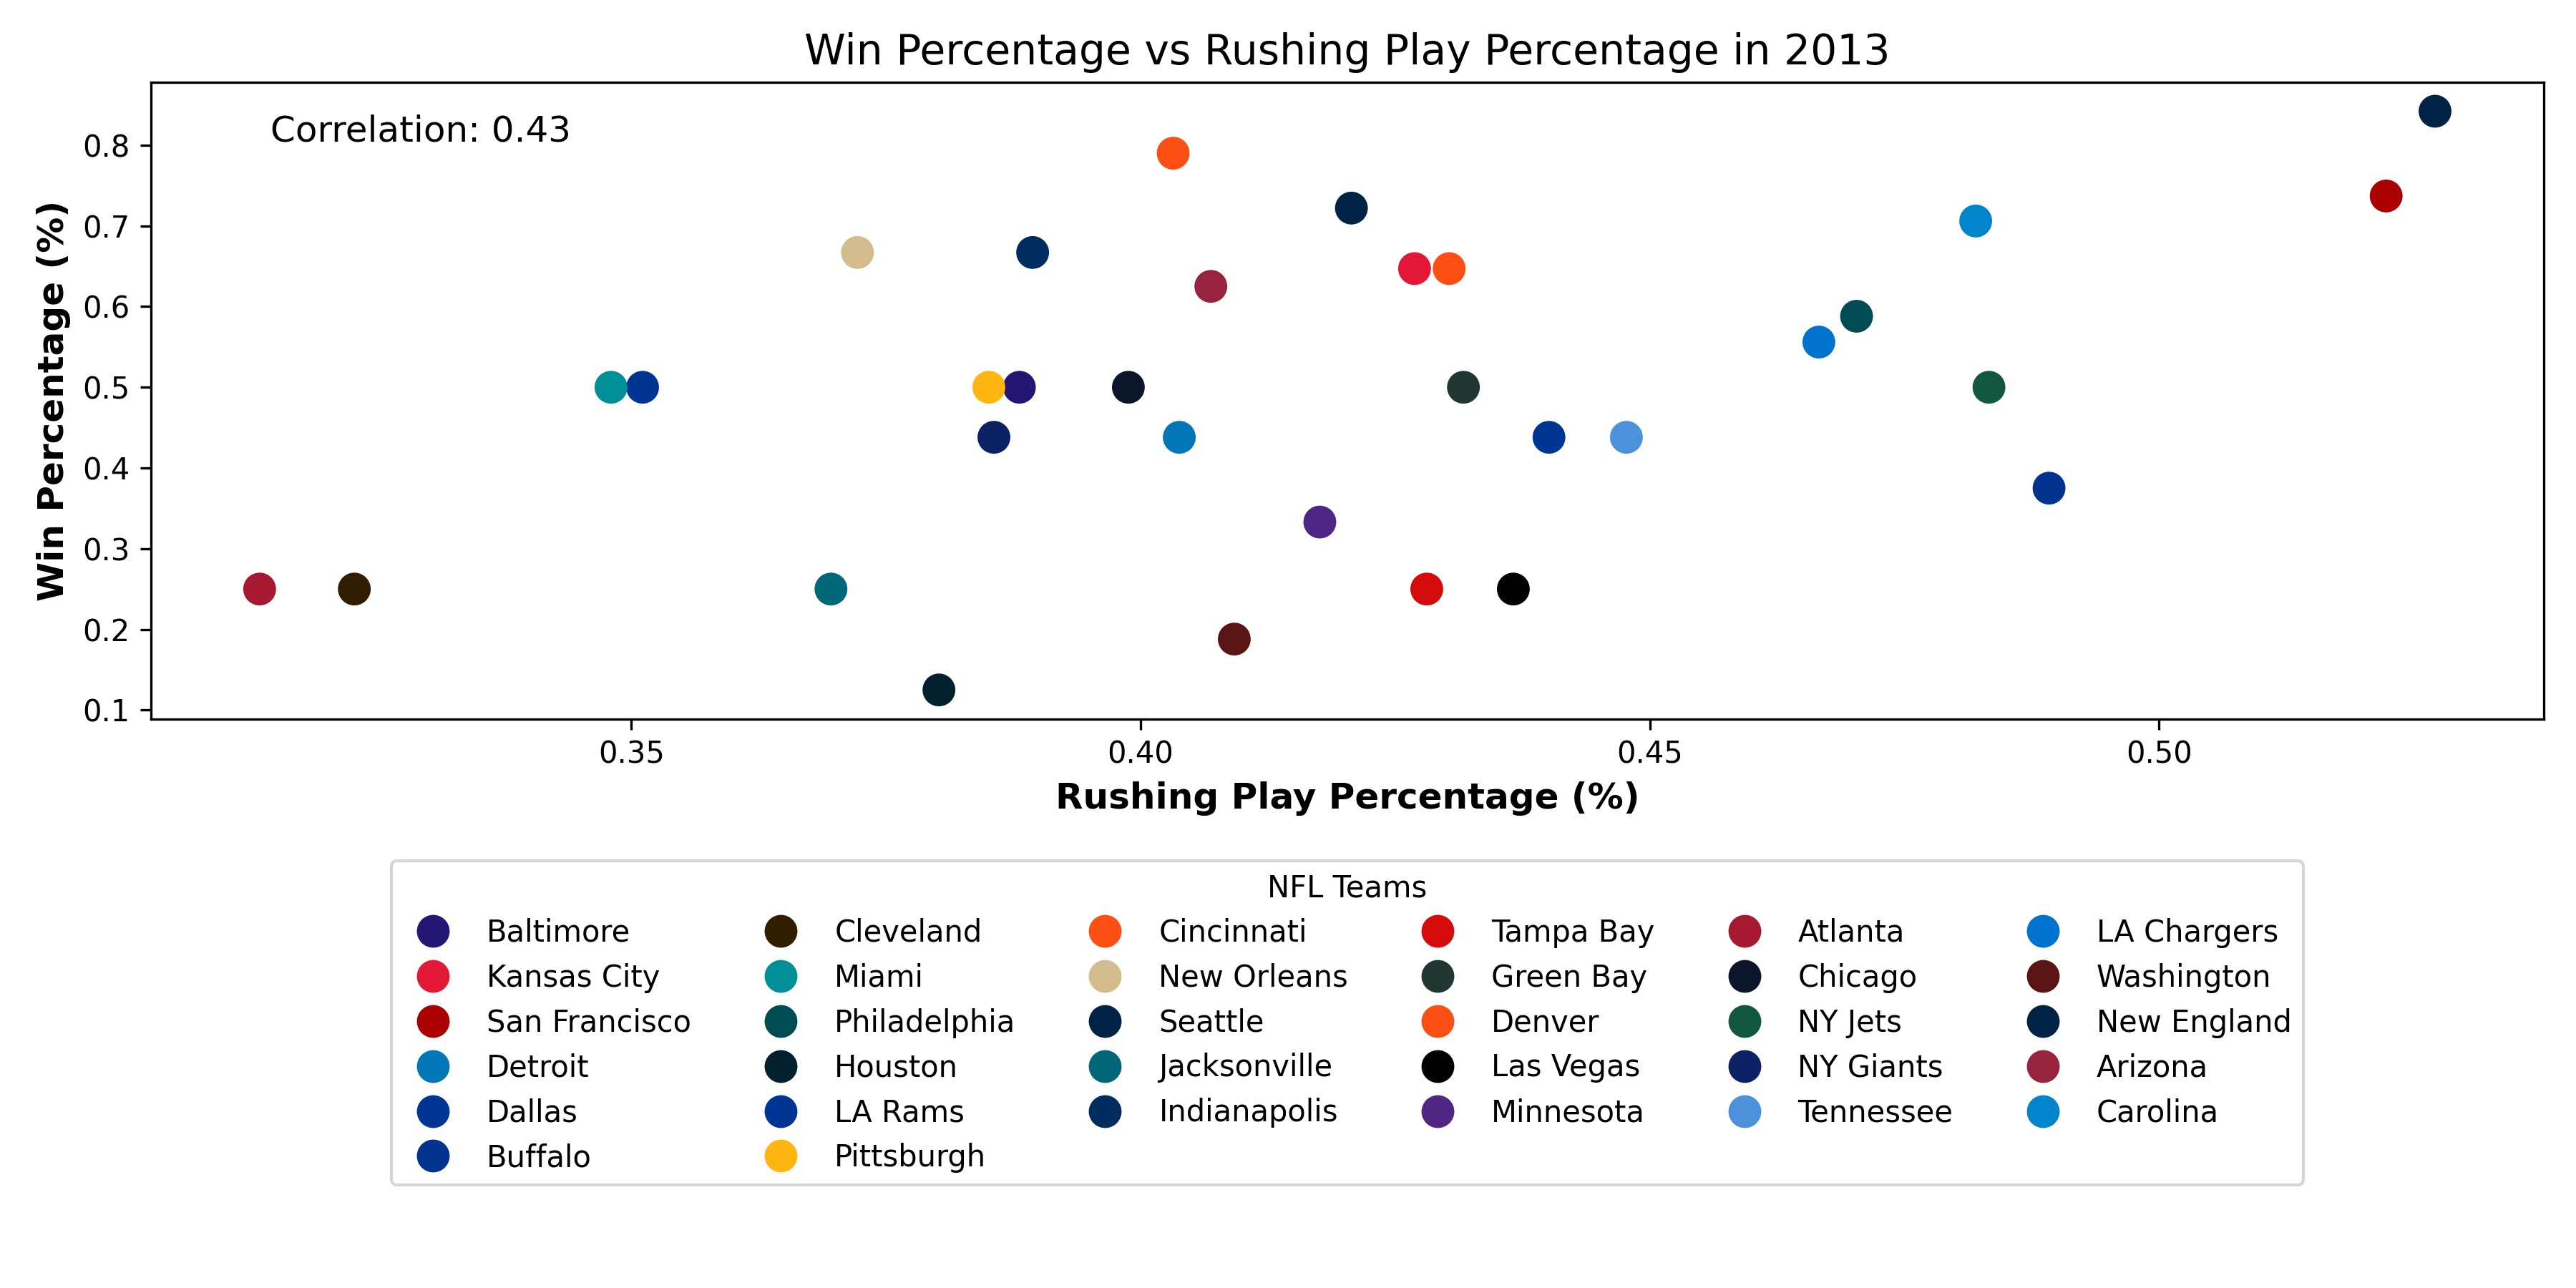 Win Percentage vs Rushing Play Percentage in 2013
Correlation: 0.43
Win Percentage (%)
0.8
0.7
0.6
0.5
0.4
0.3
0.2
0.1
0.35 0.40 0.45 0.50
Rushing Play Percentage (%)
NFL Teams
Baltimore Cleveland Cincinnati Tampa Bay Atlanta LA Chargers
Kansas City Miami New Orleans Green Bay Chicago Washington
San Francisco Philadelphia Seattle Denver NY Jets New England
Detroit Houston Jacksonville Las Vegas NY Giants Arizona
Dallas LA Rams Indianapolis Minnesota Tennessee Carolina
Buffalo Pittsburgh